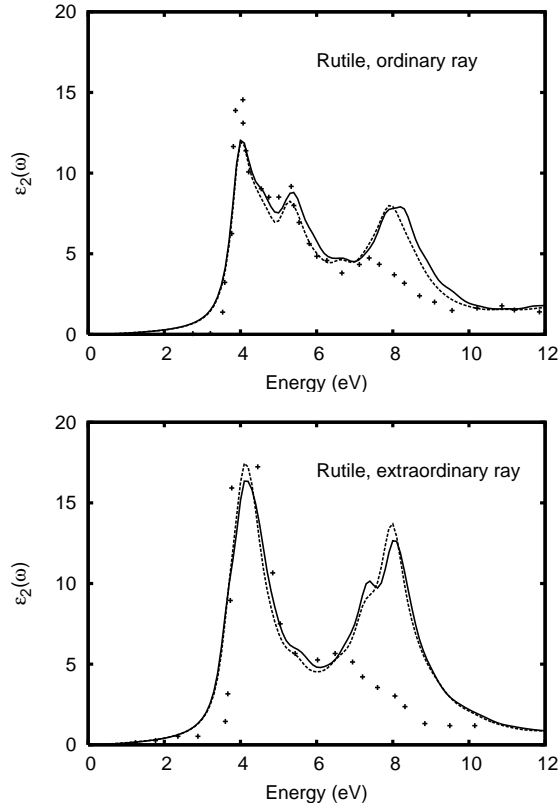 20
Rutile, ordinary ray
15
10
5
0
ε₂(ω)
0 2 4 6 8 10 12
Energy (eV)
20
Rutile, extraordinary ray
15
10
5
0
ε₂(ω)
0 2 4 6 8 10 12
Energy (eV)